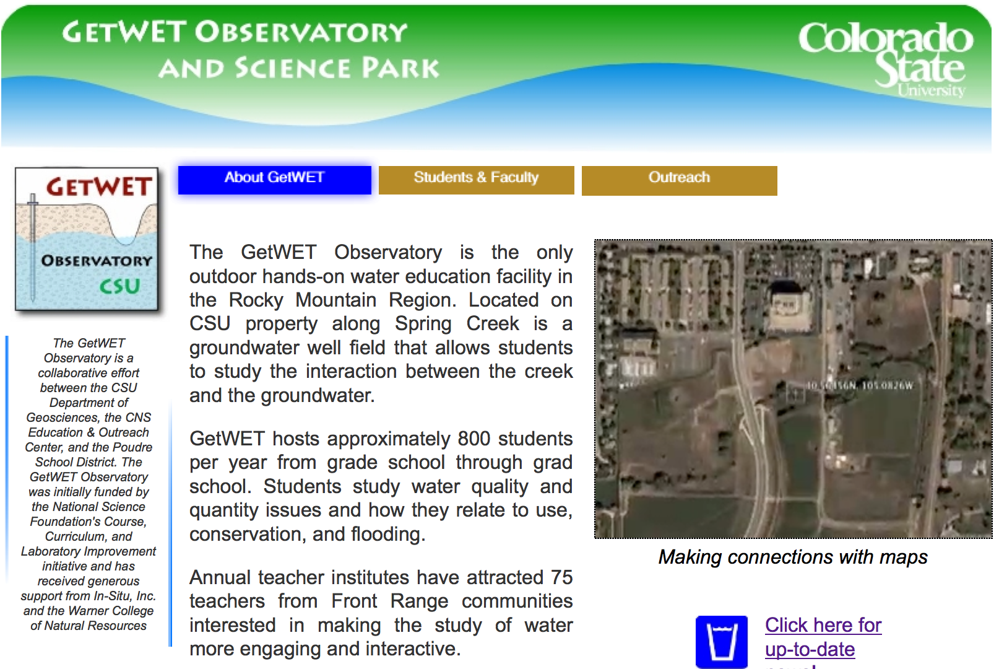 GETWET OBSERVATORY
AND SCIENCE PARK
Colorado
State
University
GETWET
OBSERVATORY
CSU
About GetWET
Students & Faculty
Outreach
The GetWET
Observatory is a
collaborative effort
between the CSU
Department of
Geosciences, the CNS
Education & Outreach
Center, and the Poudre
School District. The
GetWET Observatory
was initially funded by
the National Science
Foundation's Course,
Curriculum, and
Laboratory Improvement
initiative and has
received generous
support from In-Situ, Inc.
and the Warner College
of Natural Resources
The GetWET Observatory is the only
outdoor hands-on water education facility in
the Rocky Mountain Region. Located on
CSU property along Spring Creek is a
groundwater well field that allows students
to study the interaction between the creek
and the groundwater.
GetWET hosts approximately 800 students
per year from grade school through grad
school. Students study water quality and
quantity issues and how they relate to use,
conservation, and flooding.
Annual teacher institutes have attracted 75
teachers from Front Range communities
interested in making the study of water
more engaging and interactive.
105.0826W
Making connections with maps
Click here for
up-to-date